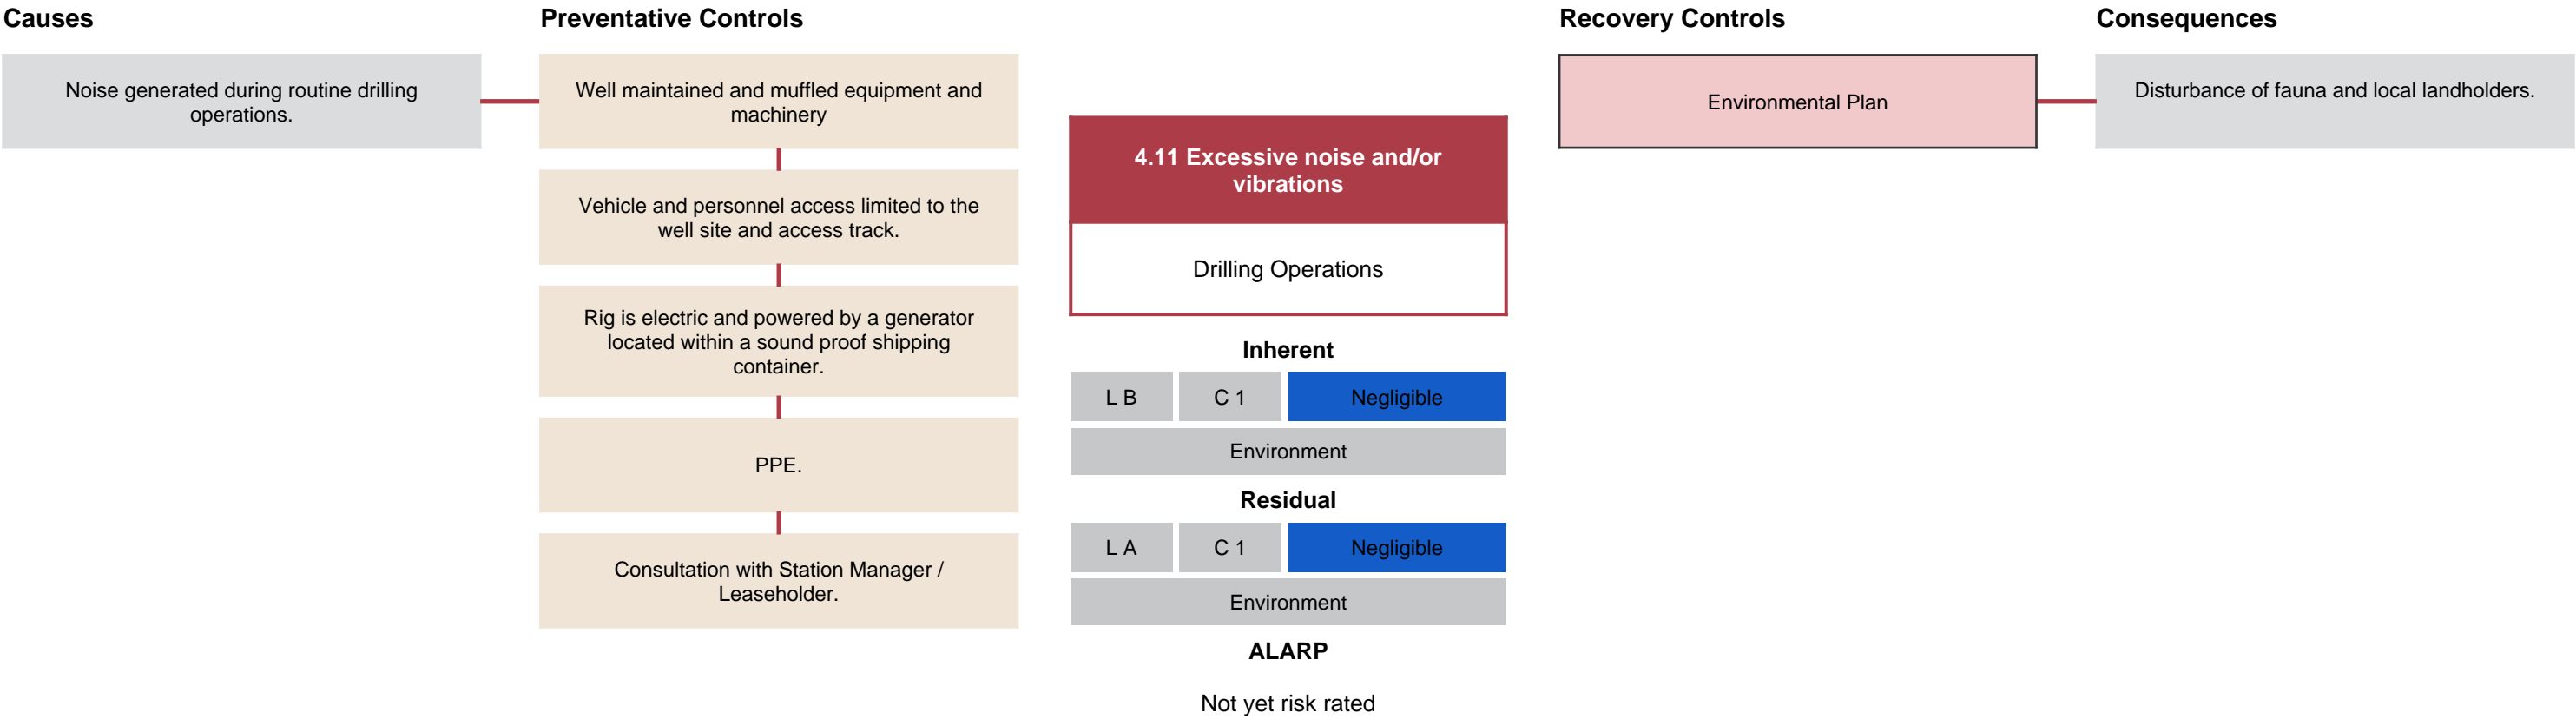 Causes
Noise generated during routine drilling
operations.
Preventative Controls
Well maintained and muffled equipment and
machinery
Vehicle and personnel access limited to the
well site and access track.
Rig is electric and powered by a generator
located within a sound proof shipping
container.
PPE.
Consultation with Station Manager /
Leaseholder.
4.11 Excessive noise and/or
vibrations
Drilling Operations
Inherent
L B C 1 Negligible
Environment
Residual
L A C 1 Negligible
Environment
ALARP
Not yet risk rated
Recovery Controls
Environmental Plan
Consequences
Disturbance of fauna and local landholders.